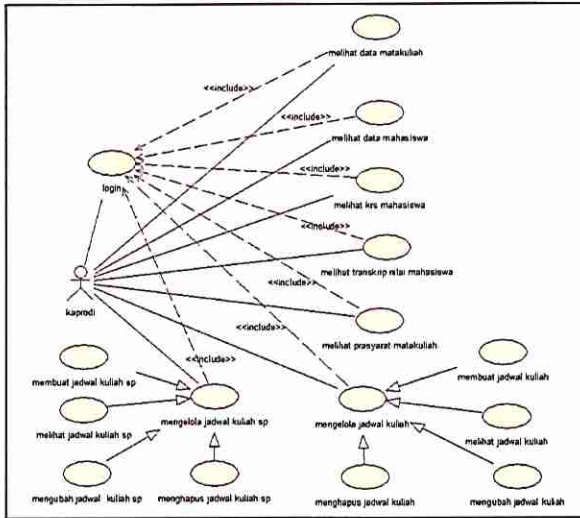 melihat data matakuliah
<<include>>
<<include>>
melihat data mahasiswa
<<include>>
login
melihat krs mahasiswa
<<include>>
melihat transkrip nilai mahasiswa
<<include>>
kaprodi
<<include>>
melihat prasyarat matakuliah
<<include>>
membuat jadwal kuliah sp
membuat jadwal kuliah
melihat jadwal kuliah sp
mengelola jadwal kuliah sp
mengelola jadwal kuliah
melihat jadwal kuliah
mengubah jadwal kuliah sp
menghapus jadwal kuliah sp
menghapus jadwal kuliah
mengubah jadwal kuliah